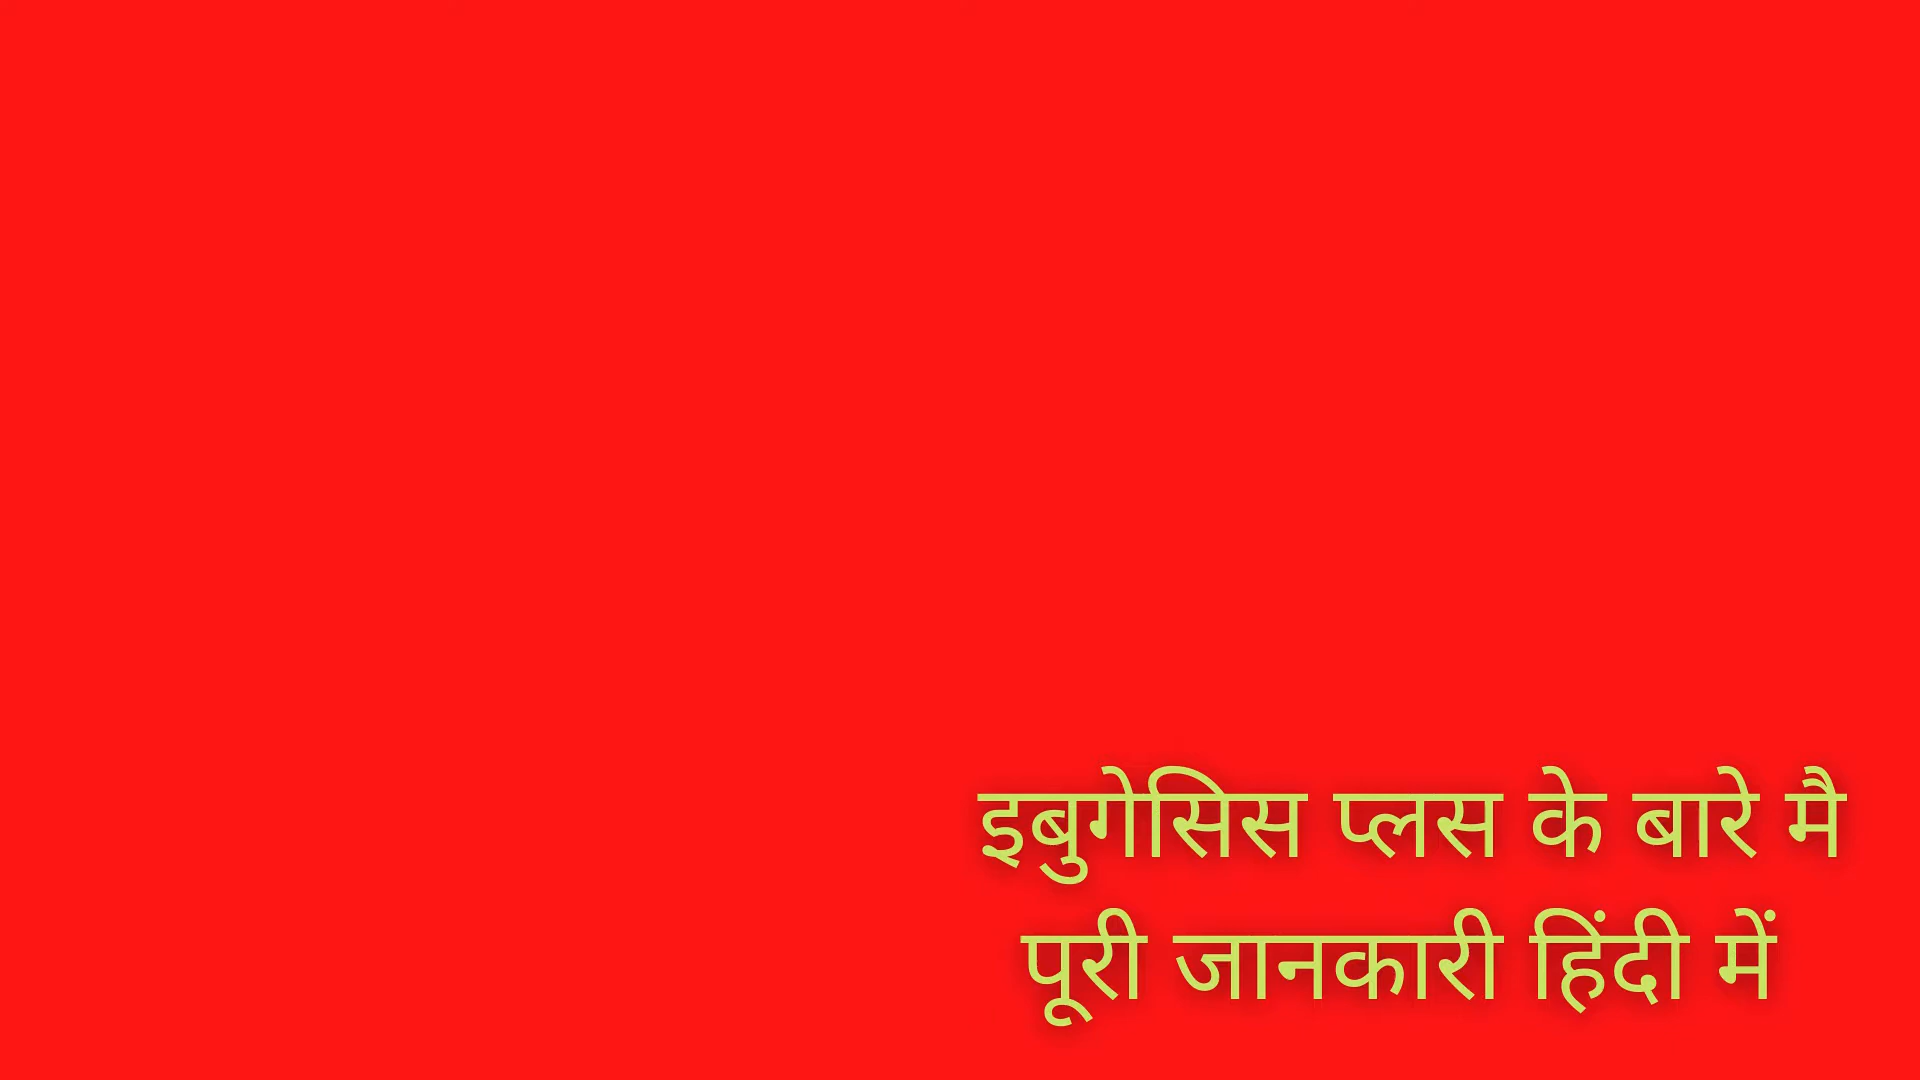 इबुगेसिस प्लस के बारे मै
पूरी जानकारी हिंदी में